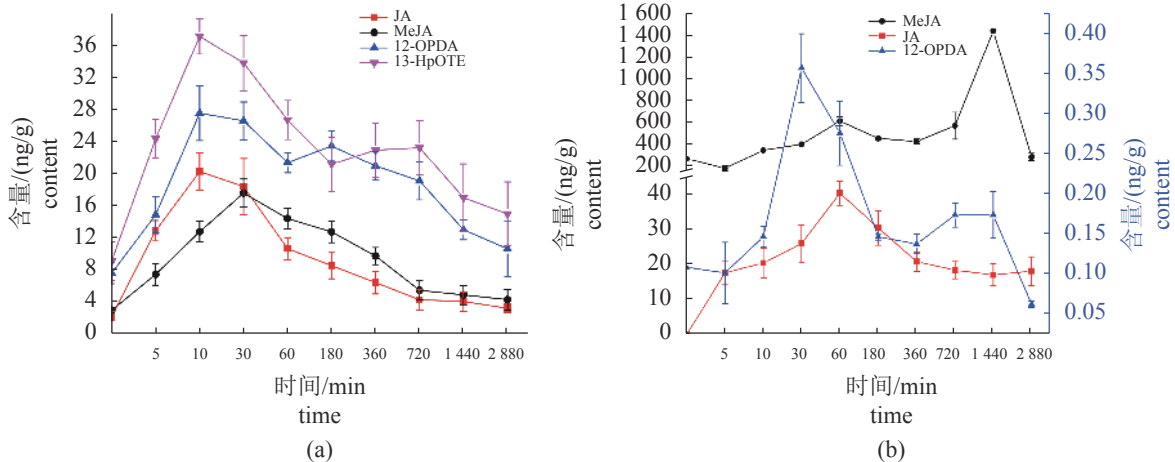 JA
MeJA
12-OPDA
13-HpOTE
36
32
28
24
20
16
12
8
4
0
含量/(ng/g)
content
5
10
30
60
180
360
720
1 440
2 880
时间/min
time
(a)
MeJA
JA
12-OPDA
1 600
1 400
1 200
1 000
800
600
400
200
40
30
20
10
0
含量/(ng/g)
content
含量/(ng/g)
content
0.40
0.35
0.30
0.25
0.20
0.15
0.10
0.05
含量/(ng/g)
content
5
10
30
60
180
360
720
1 440
2 880
时间/min
time
(b)